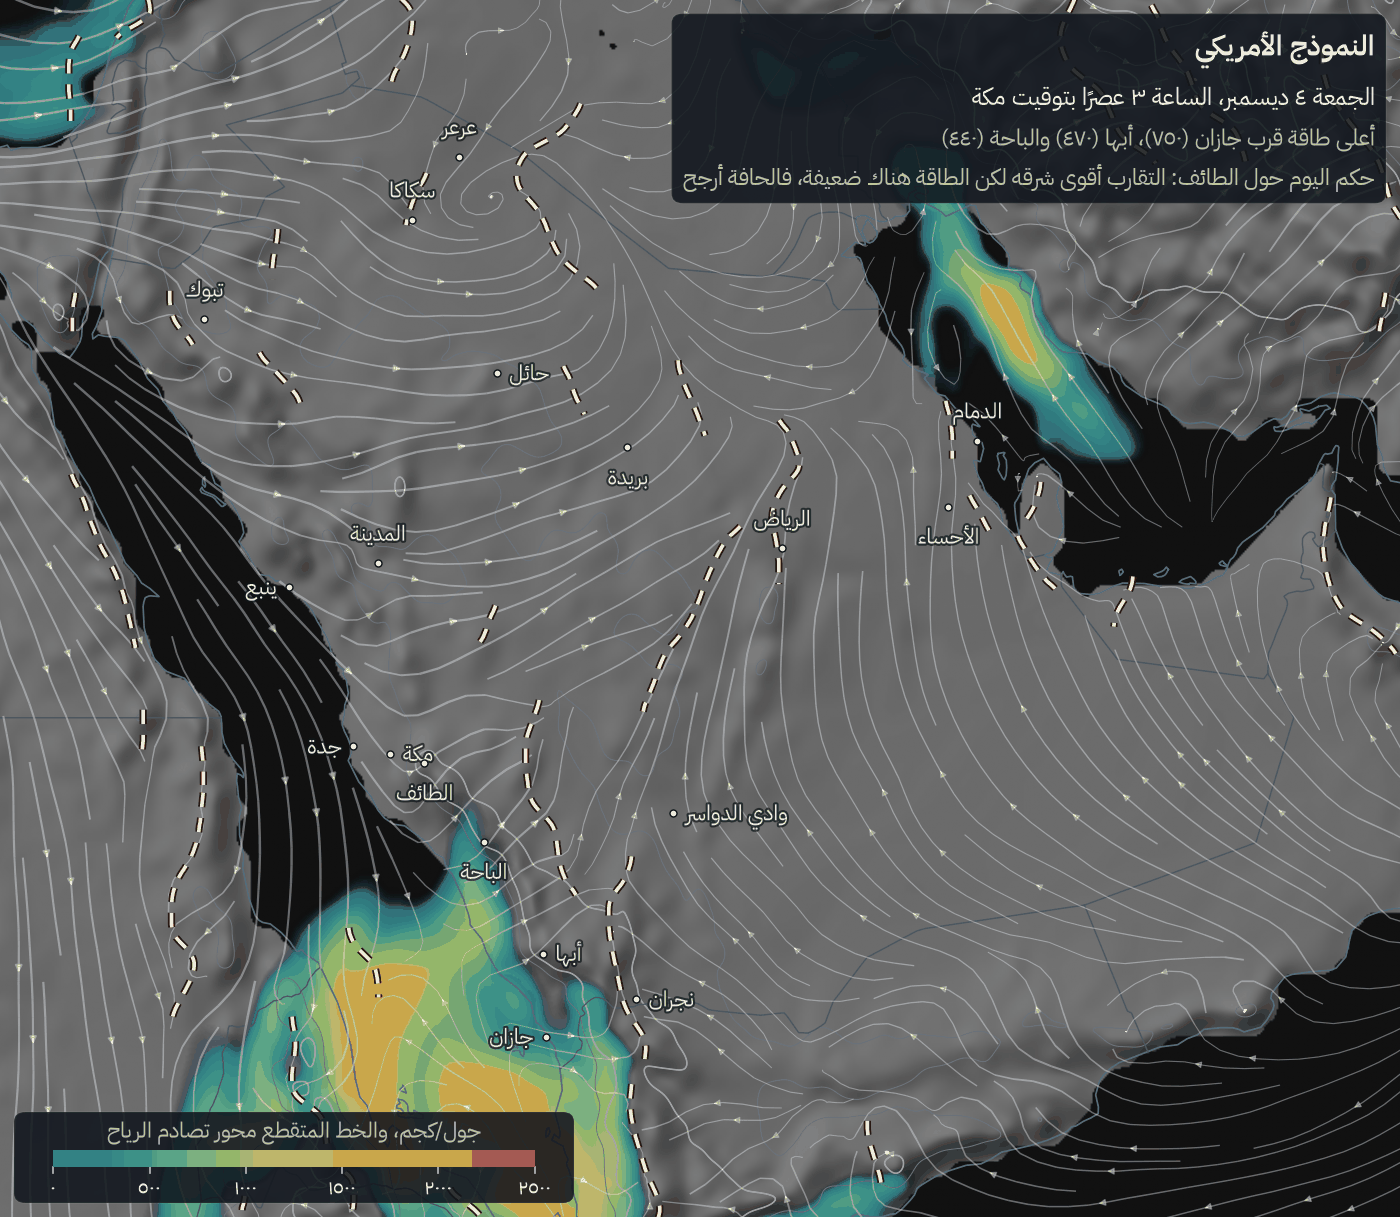 النموذج الأمريكي
الجمعة ٤ ديسمبر، الساعة ٣ عصرًا بتوقيت مكة
أعلى طاقة قرب جازان (٧٥٠)، أبها (٤٧٠) والباحة (٤٤٠)
حكم اليوم حول الطائف: التقارب أقوى شرقه لكن الطاقة هناك ضعيفة، فالحافة أرجح
عرعر
سكاكا
تبوك
حائل
الدمام
بريدة
الرياض
الأحساء
المدينة
ينبع
جدة
مكة
الطائف
وادي الدواسر
الباحة
أبها
نجران
جازان
جول/كجم، والخط المتقطع محور تصادم الرياح
٠ ٥٠٠ ١٠٠٠ ١٥٠٠ ٢٠٠٠ ٢٥٠٠